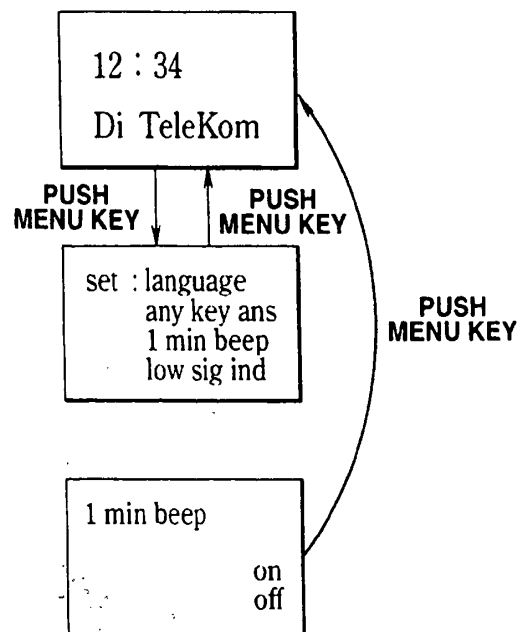 12 : 34
Di TeleKom
PUSH
MENU KEY
PUSH
MENU KEY
set : language
any key ans
1 min beep
low sig ind
PUSH
MENU KEY
1 min beep
on
off